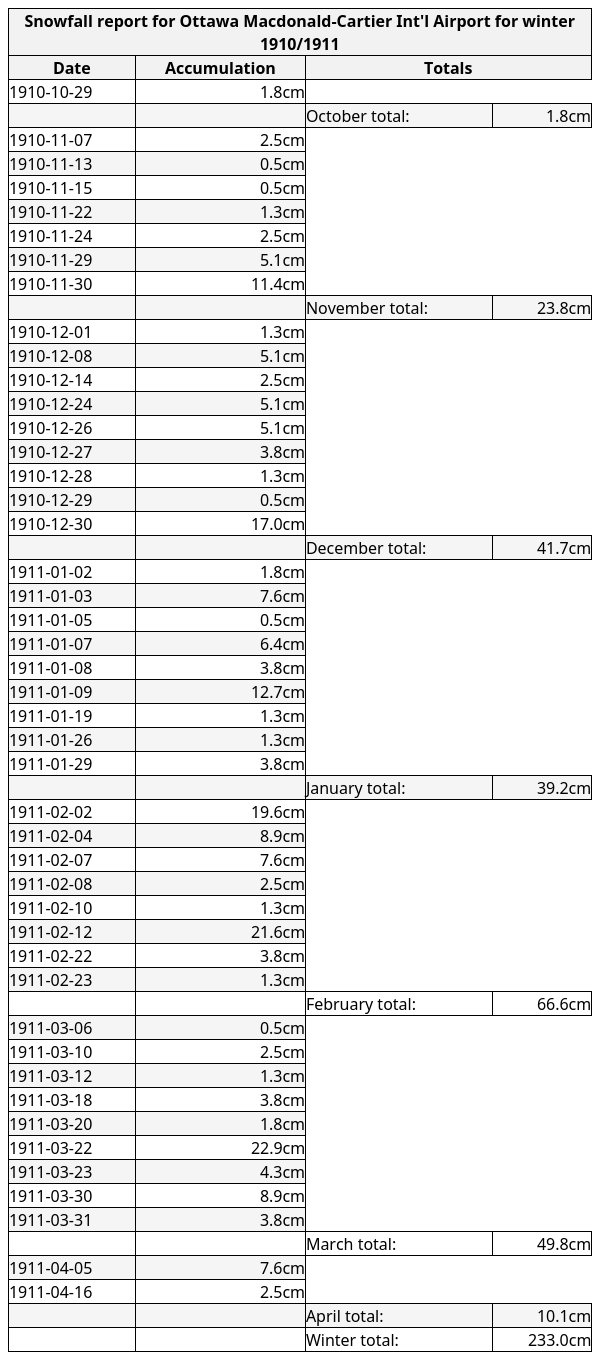 Snowfall report for Ottawa Macdonald-Cartier Int'l Airport for winter
1910/1911
Date Accumulation Totals
1910-10-29 1.8cm
October total: 1.8cm
1910-11-07 2.5cm
1910-11-13 0.5cm
1910-11-15 0.5cm
1910-11-22 1.3cm
1910-11-24 2.5cm
1910-11-29 5.1cm
1910-11-30 11.4cm
November total: 23.8cm
1910-12-01 1.3cm
1910-12-08 5.1cm
1910-12-14 2.5cm
1910-12-24 5.1cm
1910-12-26 5.1cm
1910-12-27 3.8cm
1910-12-28 1.3cm
1910-12-29 0.5cm
1910-12-30 17.0cm
December total: 41.7cm
1911-01-02 1.8cm
1911-01-03 7.6cm
1911-01-05 0.5cm
1911-01-07 6.4cm
1911-01-08 3.8cm
1911-01-09 12.7cm
1911-01-19 1.3cm
1911-01-26 1.3cm
1911-01-29 3.8cm
January total: 39.2cm
1911-02-02 19.6cm
1911-02-04 8.9cm
1911-02-07 7.6cm
1911-02-08 2.5cm
1911-02-10 1.3cm
1911-02-12 21.6cm
1911-02-22 3.8cm
1911-02-23 1.3cm
February total: 66.6cm
1911-03-06 0.5cm
1911-03-10 2.5cm
1911-03-12 1.3cm
1911-03-18 3.8cm
1911-03-20 1.8cm
1911-03-22 22.9cm
1911-03-23 4.3cm
1911-03-30 8.9cm
1911-03-31 3.8cm
March total: 49.8cm
1911-04-05 7.6cm
1911-04-16 2.5cm
April total: 10.1cm
Winter total: 233.0cm